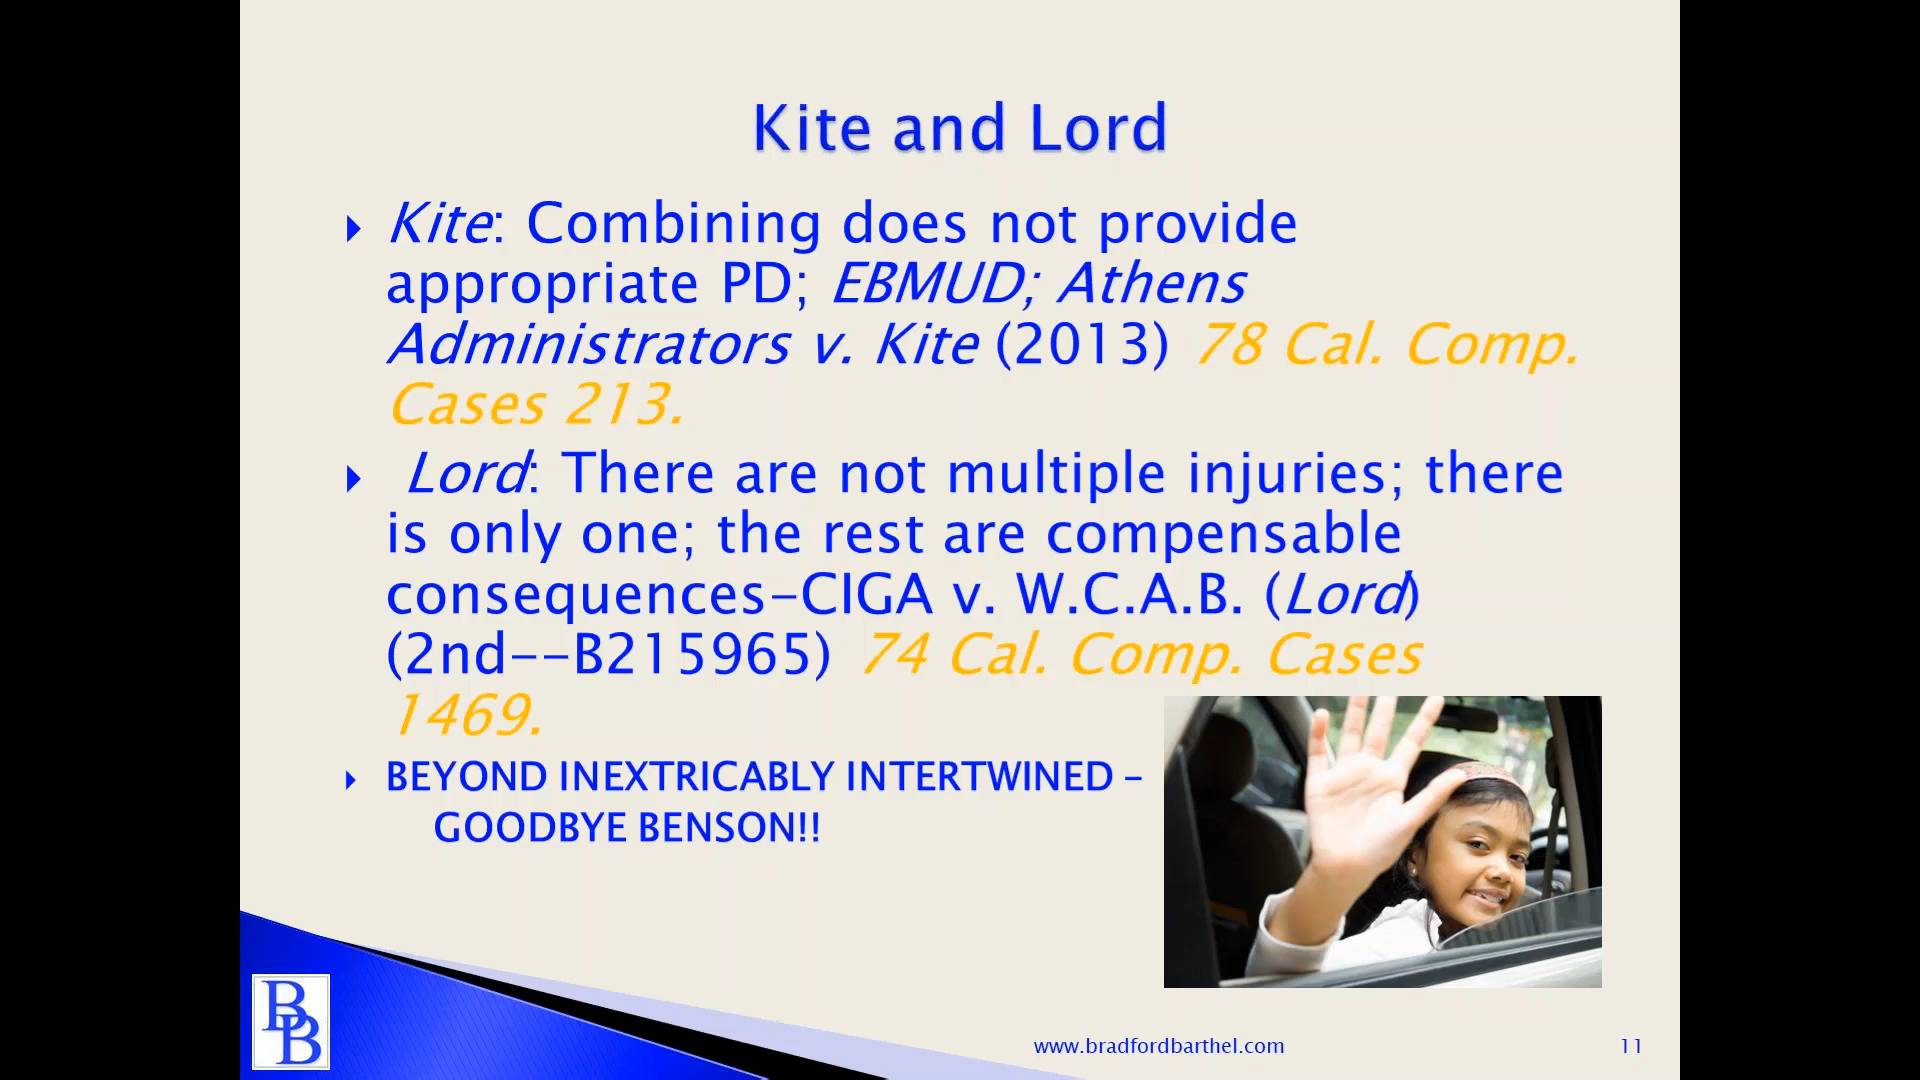 Kite and Lord
Kite: Combining does not provide
appropriate PD; EBMUD; Athens
Administrators v. Kite (2013) 78 Cal. Comp.
Cases 213.
Lord: There are not multiple injuries; there
is only one; the rest are compensable
consequences-CIGA v. W.C.A.B. (Lord)
(2nd--B215965) 74 Cal. Comp. Cases
1469.
BEYOND INEXTRICABLY INTERTWINED –
GOODBYE BENSON!!
BB
www.bradfordbarthel.com
11